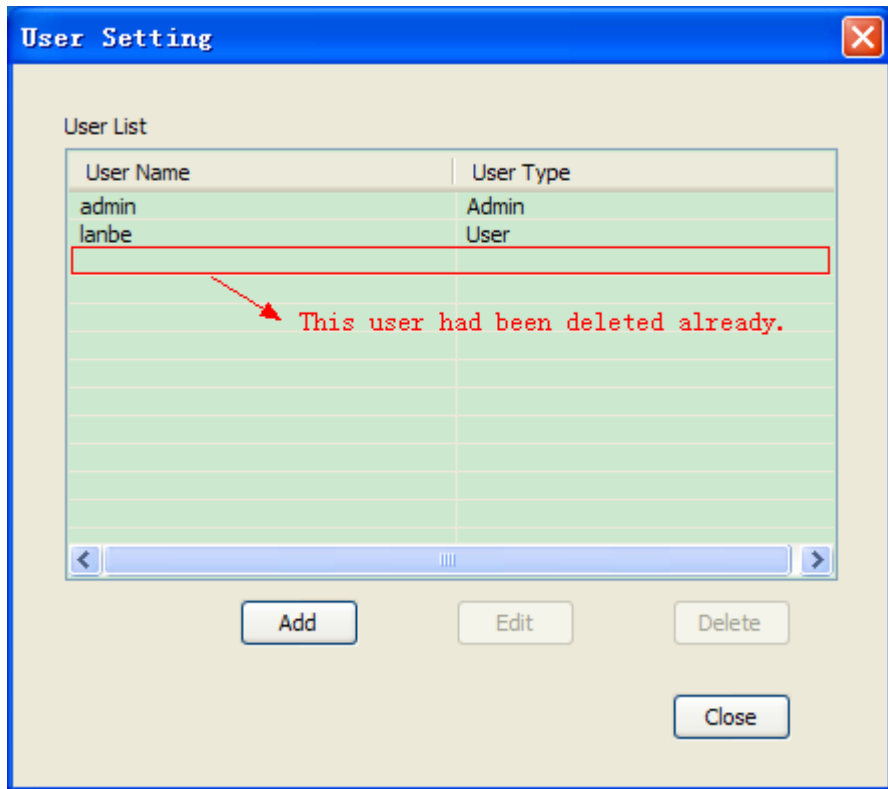 User Setting
User List
User Name User Type
admin Admin
lanbe User
This user had been deleted already.
Add Edit Delete
Close